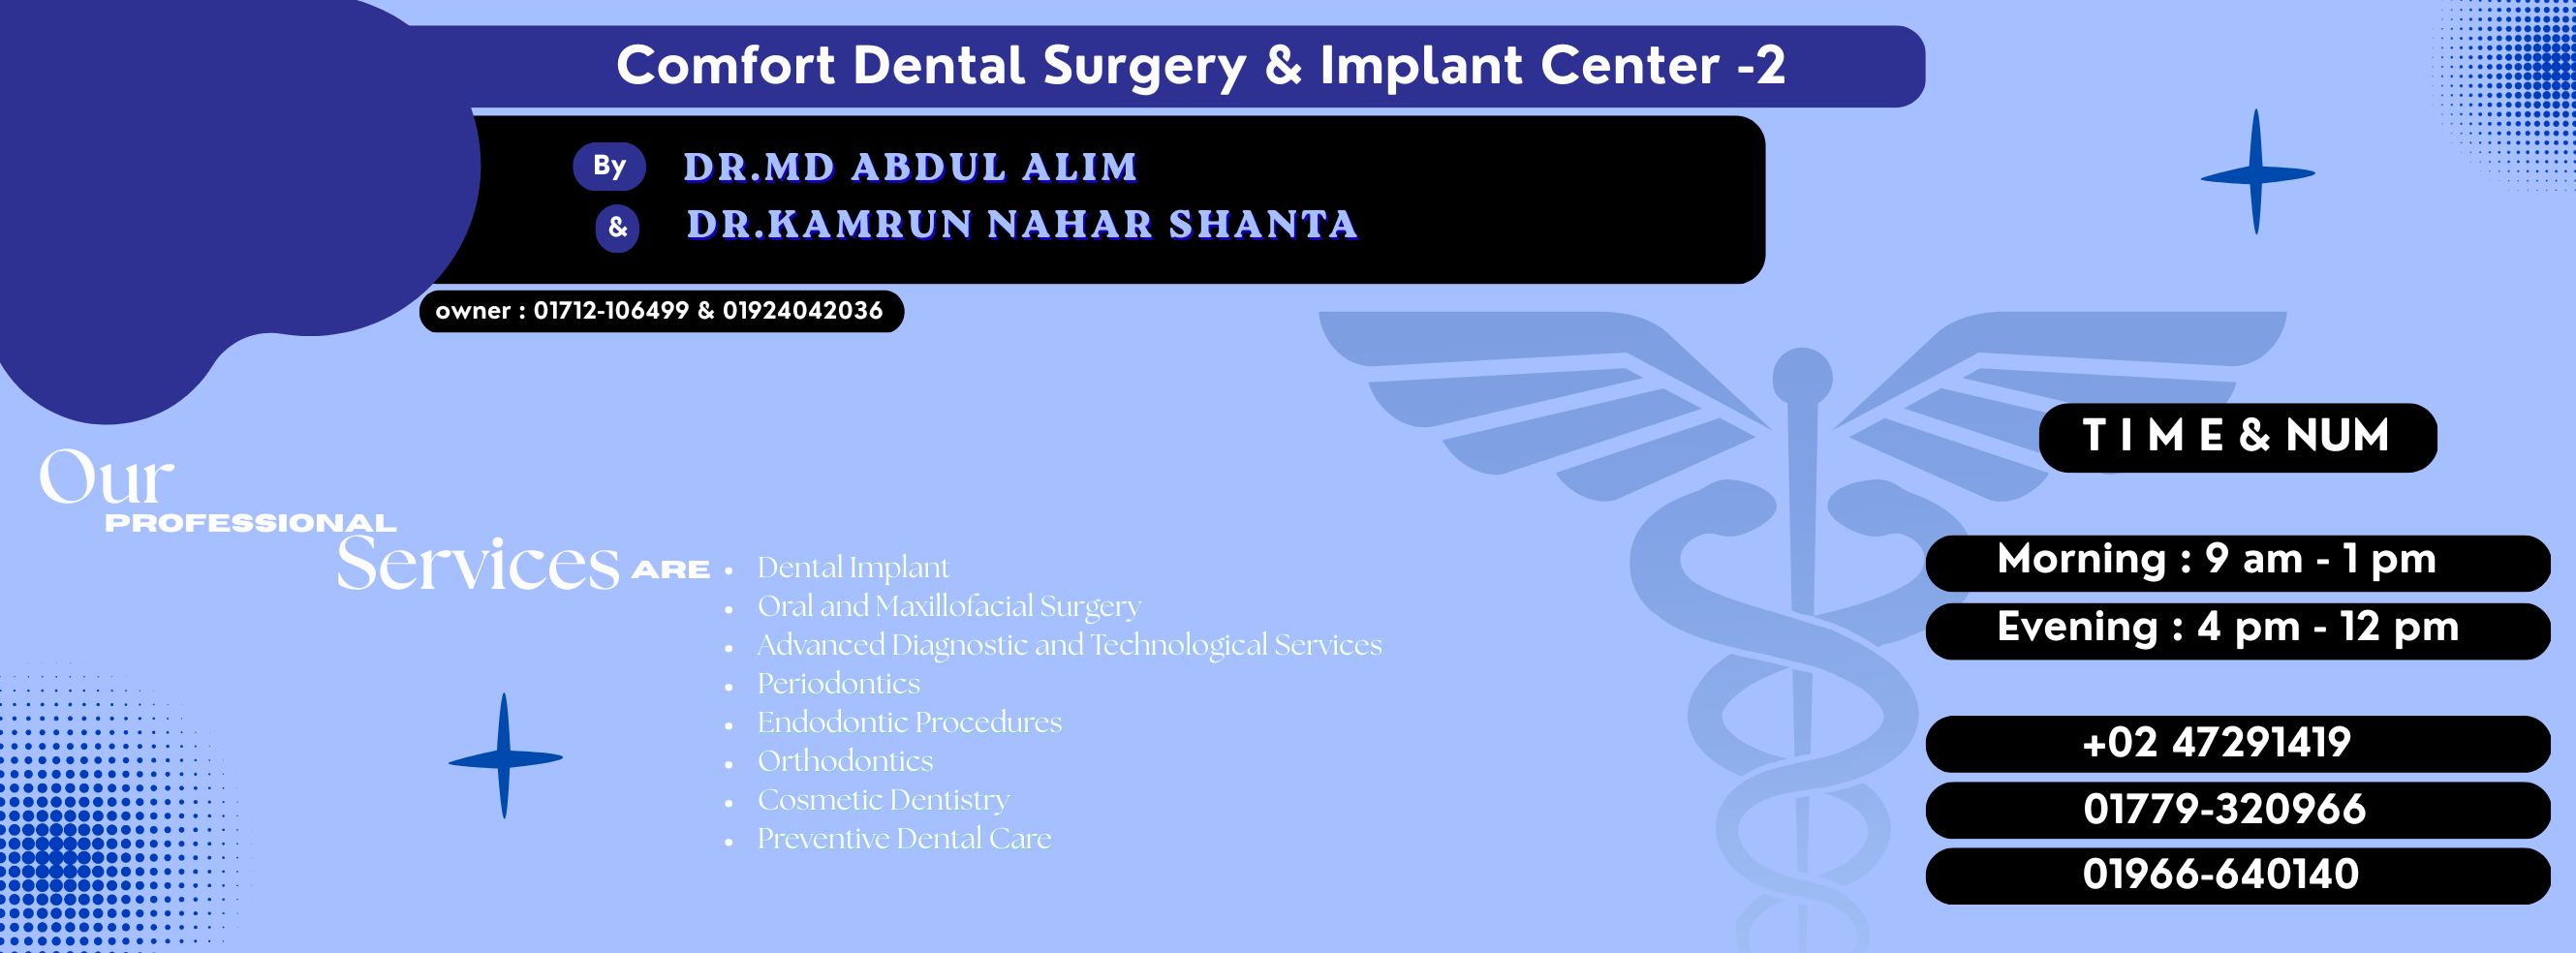 Comfort Dental Surgery & Implant Center -2
By DR.MD ABDUL ALIM
& DR.KAMRUN NAHAR SHANTA
owner : 01712-106499 & 01924042036
Our
PROFESSIONAL
Services ARE
• Dental Implant
• Oral and Maxillofacial Surgery
• Advanced Diagnostic and Technological Services
• Periodontics
• Endodontic Procedures
• Orthodontics
• Cosmetic Dentistry
• Preventive Dental Care
T I M E & NUM
Morning : 9 am - 1 pm
Evening : 4 pm - 12 pm
+02 47291419
01779-320966
01966-640140